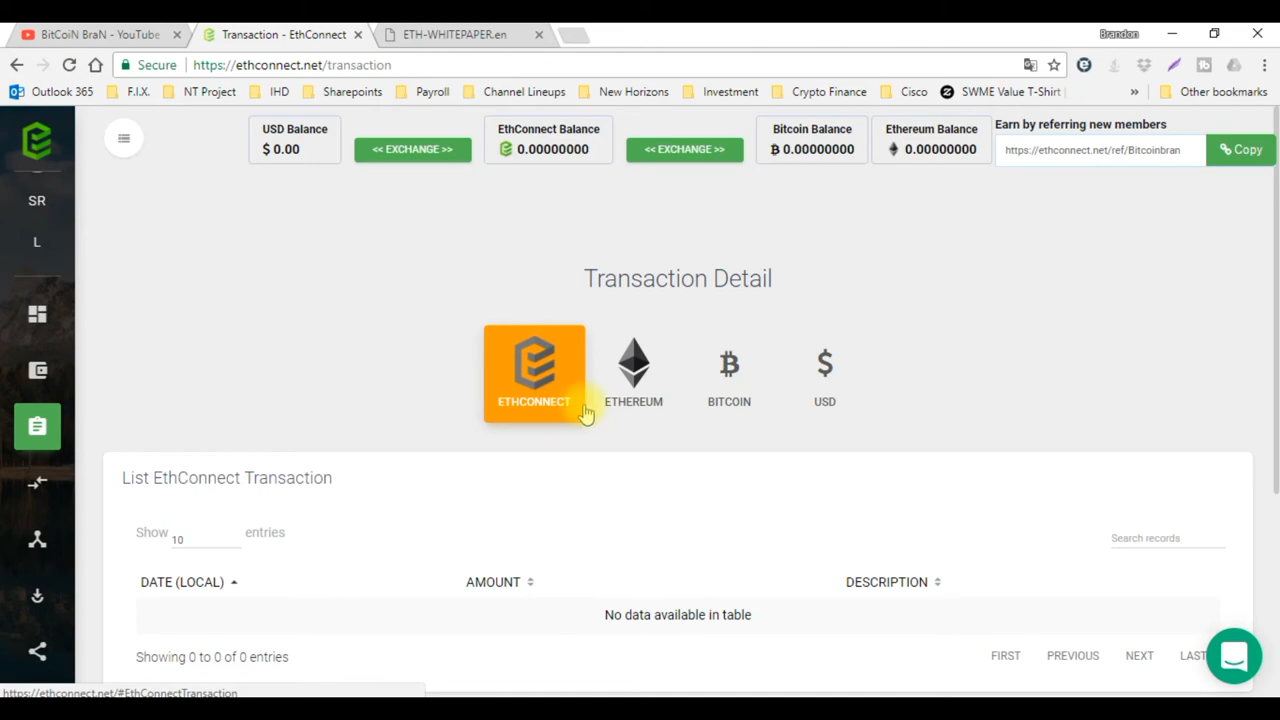 BitCoiN BraN - YouTube
Transaction - EthConnect
ETH-WHITEPAPER.en
Brandon
Secure
https://ethconnect.net/transaction
Outlook 365
F.I.X.
NT Project
IHD
Sharepoints
Payroll
Channel Lineups
New Horizons
Investment
Crypto Finance
Cisco
SWME Value T-Shirt
Other bookmarks
USD Balance
$ 0.00
<< EXCHANGE >>
EthConnect Balance
0.00000000
<< EXCHANGE >>
Bitcoin Balance
0.00000000
Ethereum Balance
0.00000000
Earn by referring new members
https://ethconnect.net/ref/Bitcoinbran
Copy
SR
L
Transaction Detail
ETHCONNECT
ETHEREUM
BITCOIN
USD
List EthConnect Transaction
Show 10 entries
Search records
DATE (LOCAL)
AMOUNT
DESCRIPTION
No data available in table
Showing 0 to 0 of 0 entries
FIRST
PREVIOUS
NEXT
LAST
https://ethconnect.net/#EthConnectTransaction